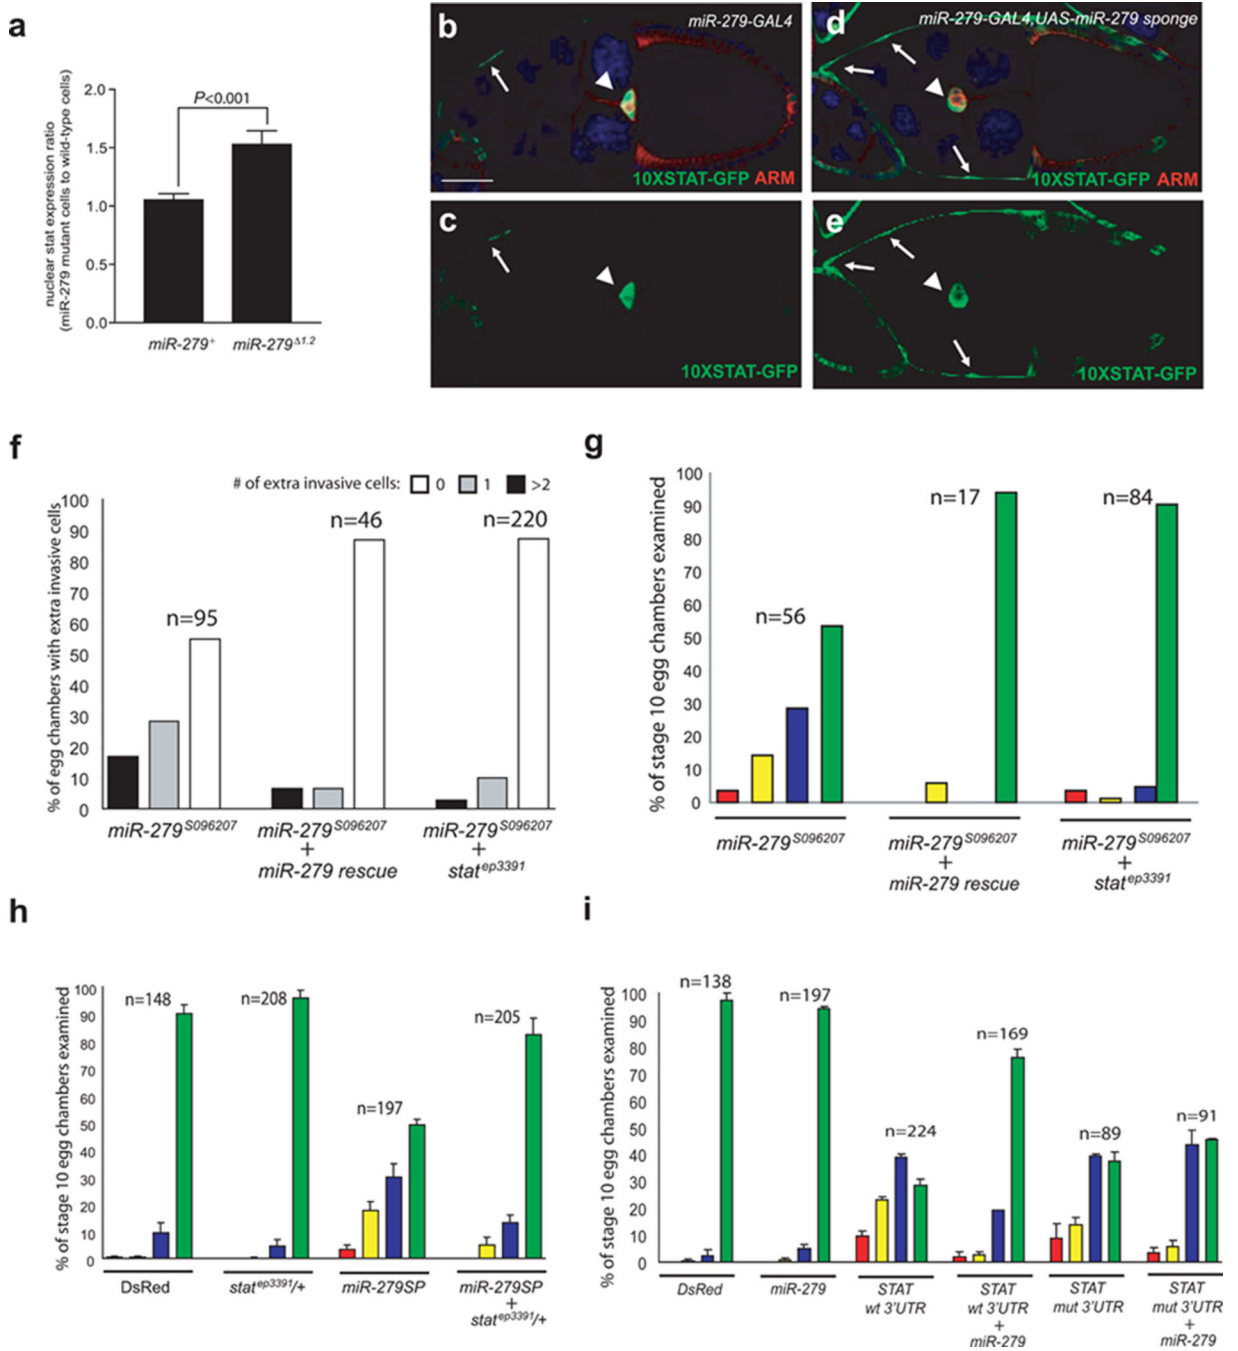 a
nuclear stat expression ratio
(miR-279 mutant cells to wild-type cells)
2.0
1.5
1.0
0.5
0.0
P<0.001
miR-279+
miR-279Δ1.2
b
miR-279-GAL4
10XSTAT-GFP ARM
d
miR-279-GAL4,UAS-miR-279 sponge
10XSTAT-GFP ARM
c
10XSTAT-GFP
e
10XSTAT-GFP
f
# of extra invasive cells: 0 1 >2
% of egg chambers with extra invasive cells
100
90
80
70
60
50
40
30
20
10
0
n=95
n=46
n=220
miR-279S096207
miR-279S096207
+
miR-279 rescue
miR-279S096207
+
statep3391
g
% of stage 10 egg chambers examined
100
90
80
70
60
50
40
30
20
10
0
n=56
n=17
n=84
miR-279S096207
miR-279S096207
+
miR-279 rescue
miR-279S096207
+
statep3391
h
% of stage 10 egg chambers examined
100
90
80
70
60
50
40
30
20
10
0
n=148
n=208
n=197
n=205
DsRed
statep3391/+
miR-279SP
miR-279SP
+
statep3391/+
i
% of stage 10 egg chambers examined
100
90
80
70
60
50
40
30
20
10
0
n=138
n=197
n=224
n=169
n=89
n=91
DsRed
miR-279
STAT
wt 3'UTR
STAT
wt 3'UTR
+
miR-279
STAT
mut 3'UTR
STAT
mut 3'UTR
+
miR-279